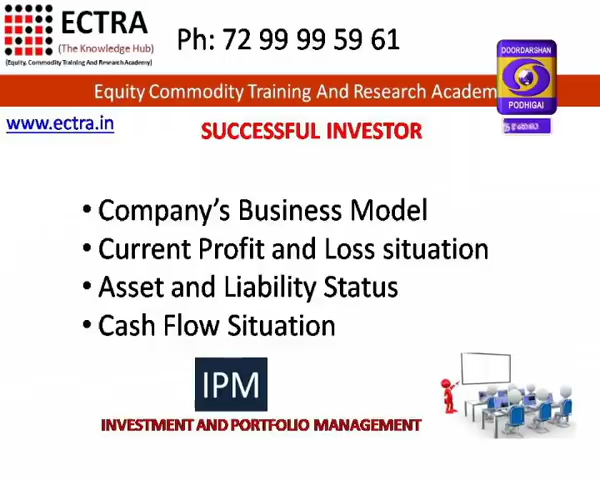 ECTRA
(The Knowledge Hub)
(Equity, Commodity Training And Research Academy)
Ph: 72 99 99 59 61
DOORDARSHAN
PODHIGAI
Equity Commodity Training And Research Academ
www.ectra.in
SUCCESSFUL INVESTOR
• Company's Business Model
• Current Profit and Loss situation
• Asset and Liability Status
• Cash Flow Situation
IPM
INVESTMENT AND PORTFOLIO MANAGEMENT